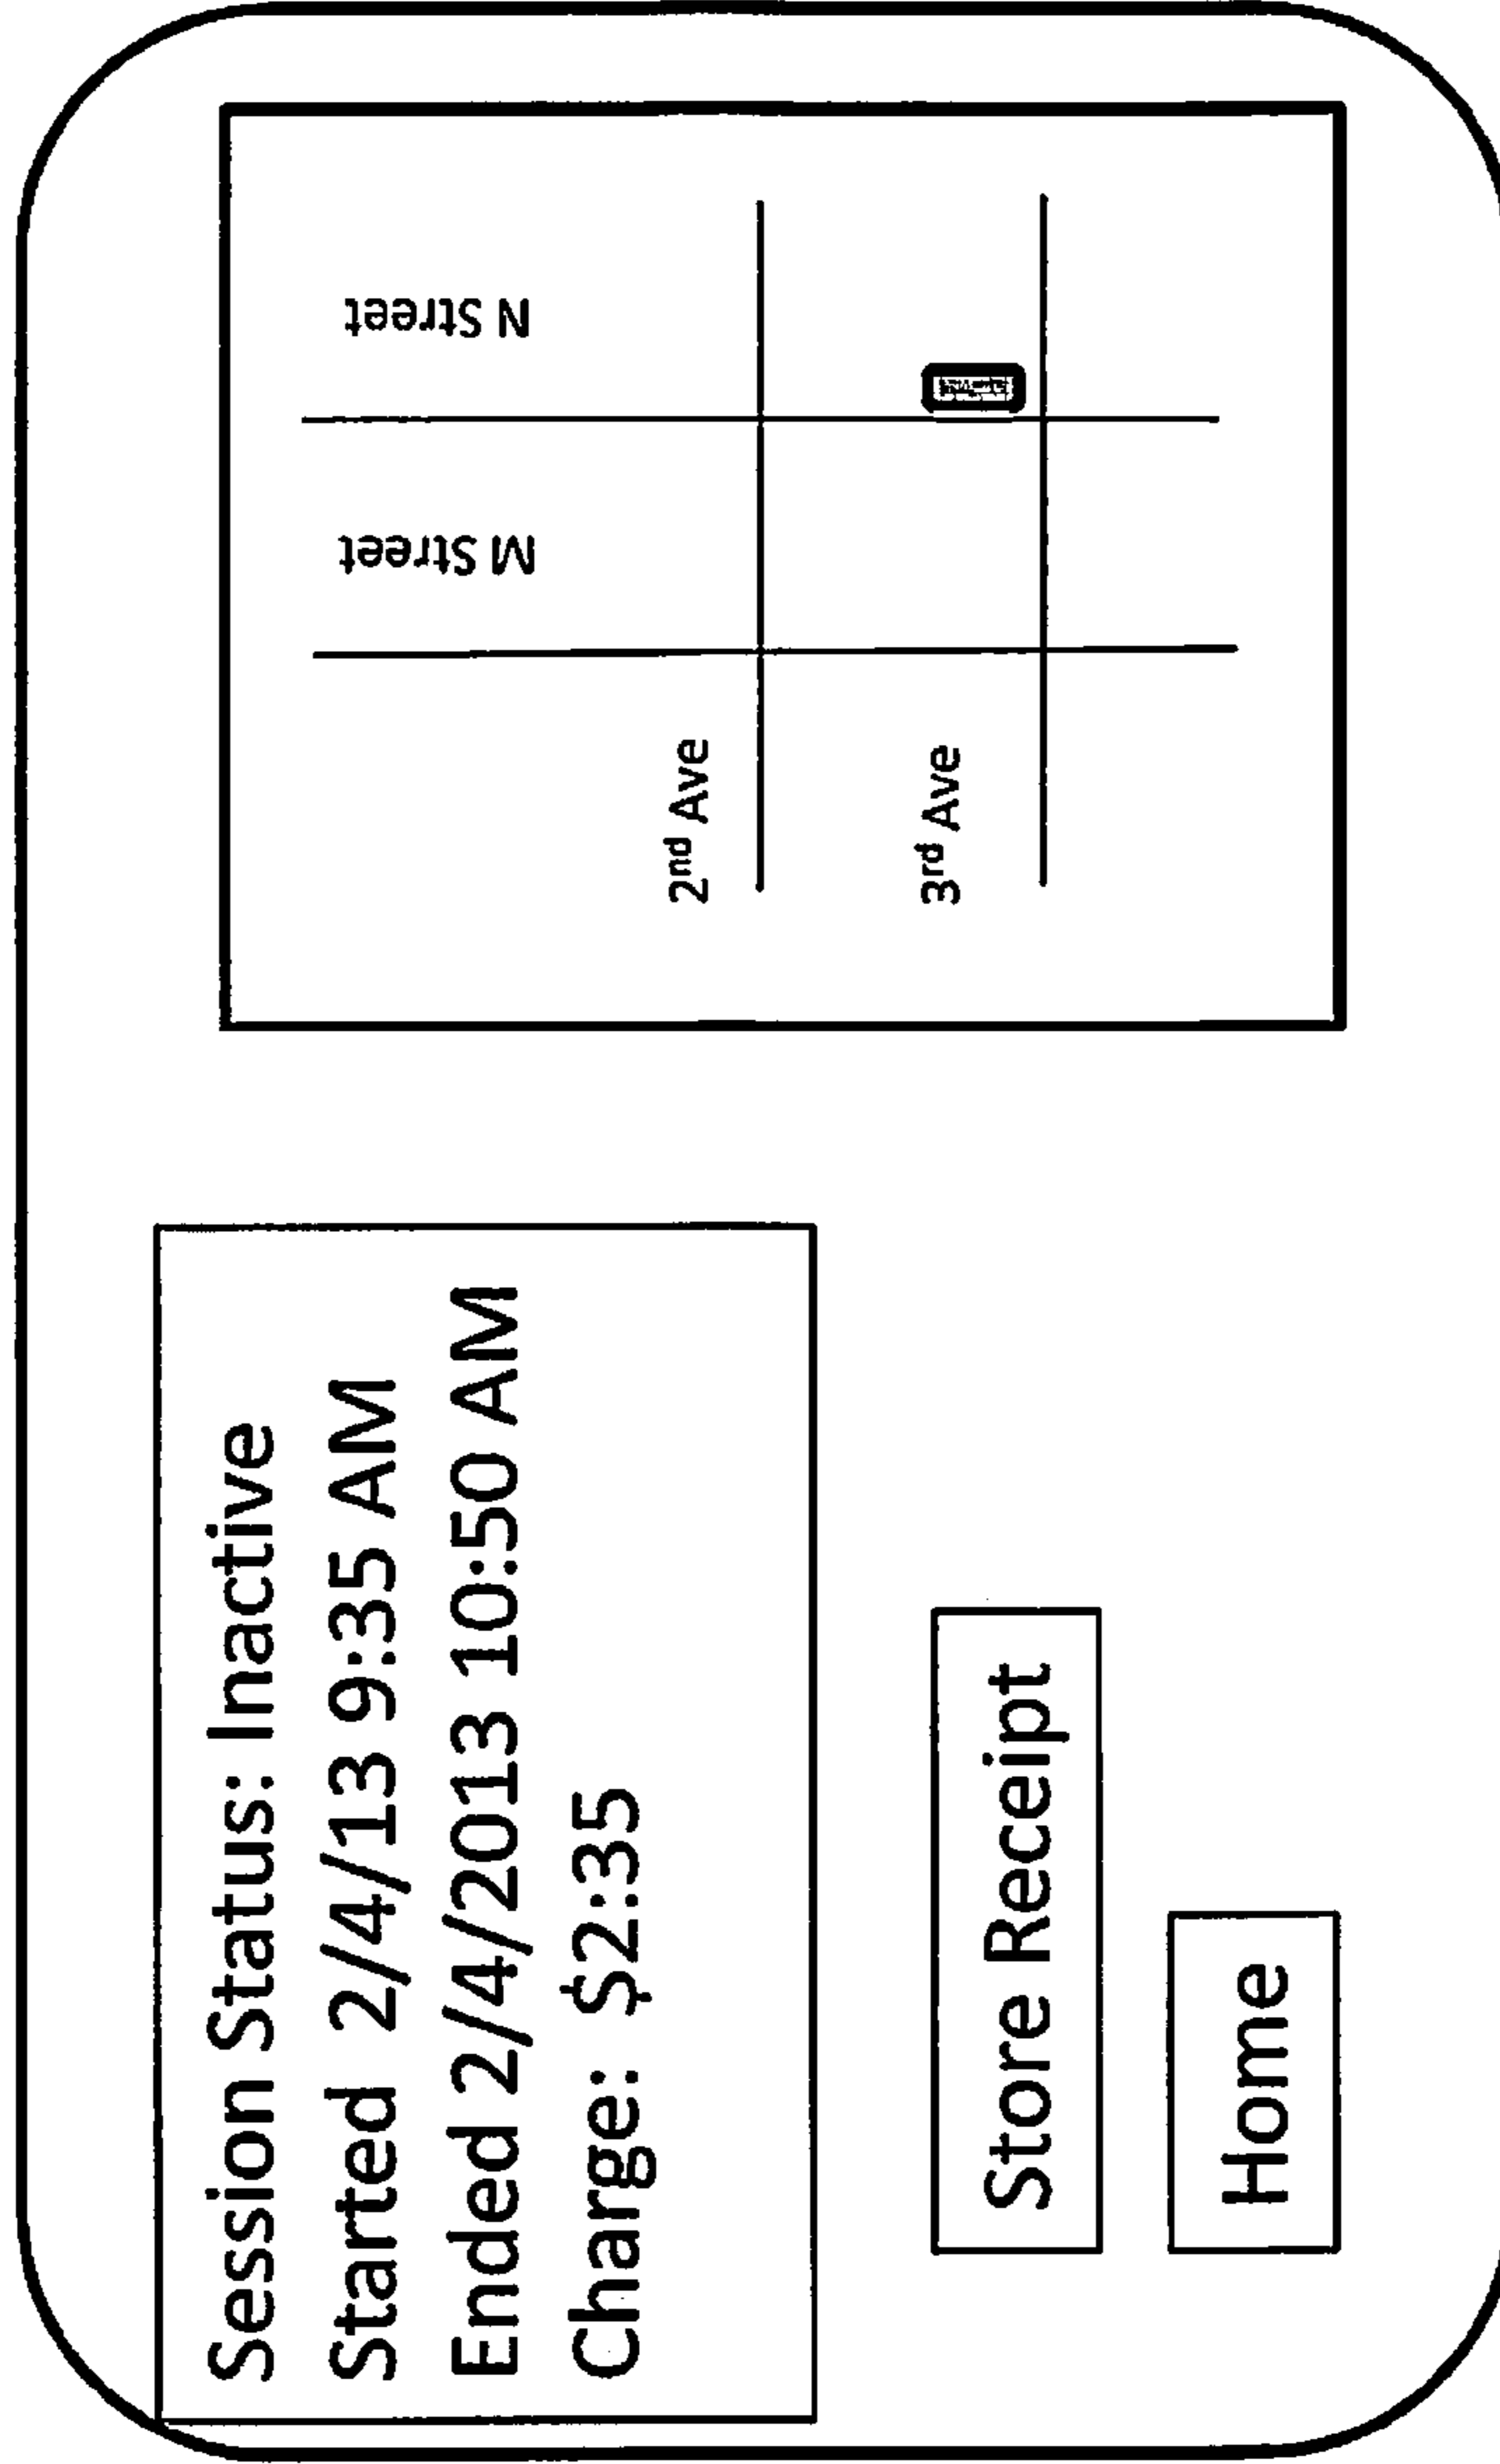 Session Status: Inactive
Started 2/4/13 9:35 AM
Ended 2/4/2013 10:50 AM
Charge: $2:35
Store Receipt
Home
2nd Ave
3rd Ave
M Street
N Street